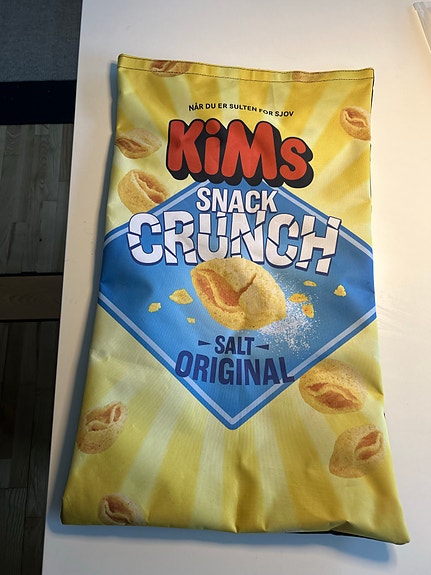 NÅR DU ER SULTEN FOR SJOV
KiMs
SNACK
CRUNCH
SALT
ORIGINAL